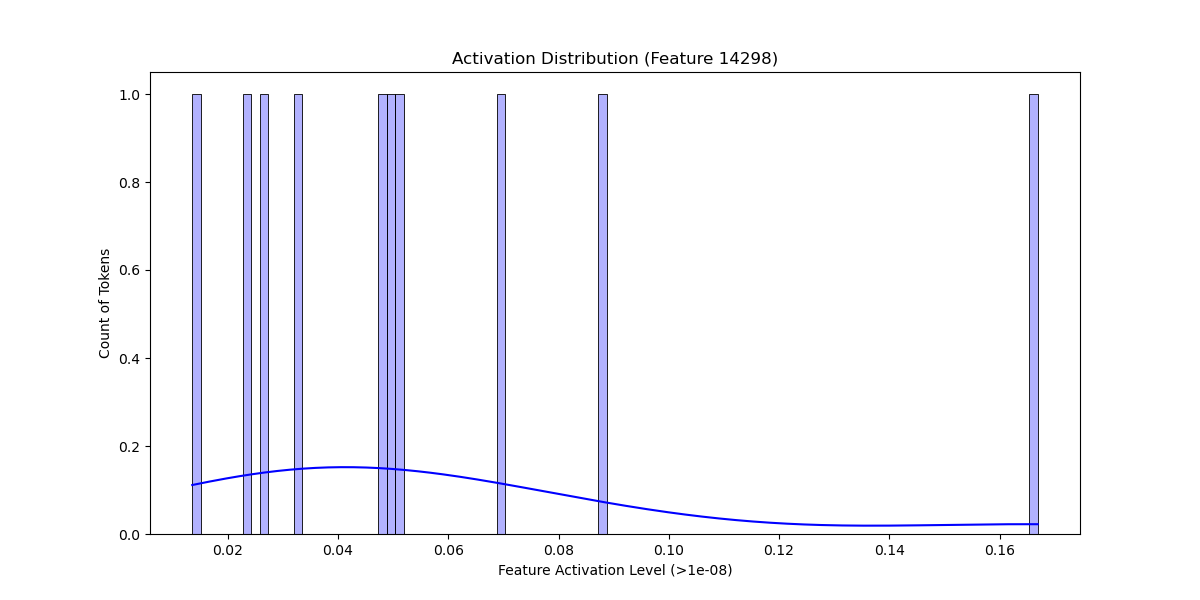 Activation Distribution (Feature 14298)
Count of Tokens
1.0
0.8
0.6
0.4
0.2
0.0
0.02 0.04 0.06 0.08 0.10 0.12 0.14 0.16
Feature Activation Level (>1e-08)